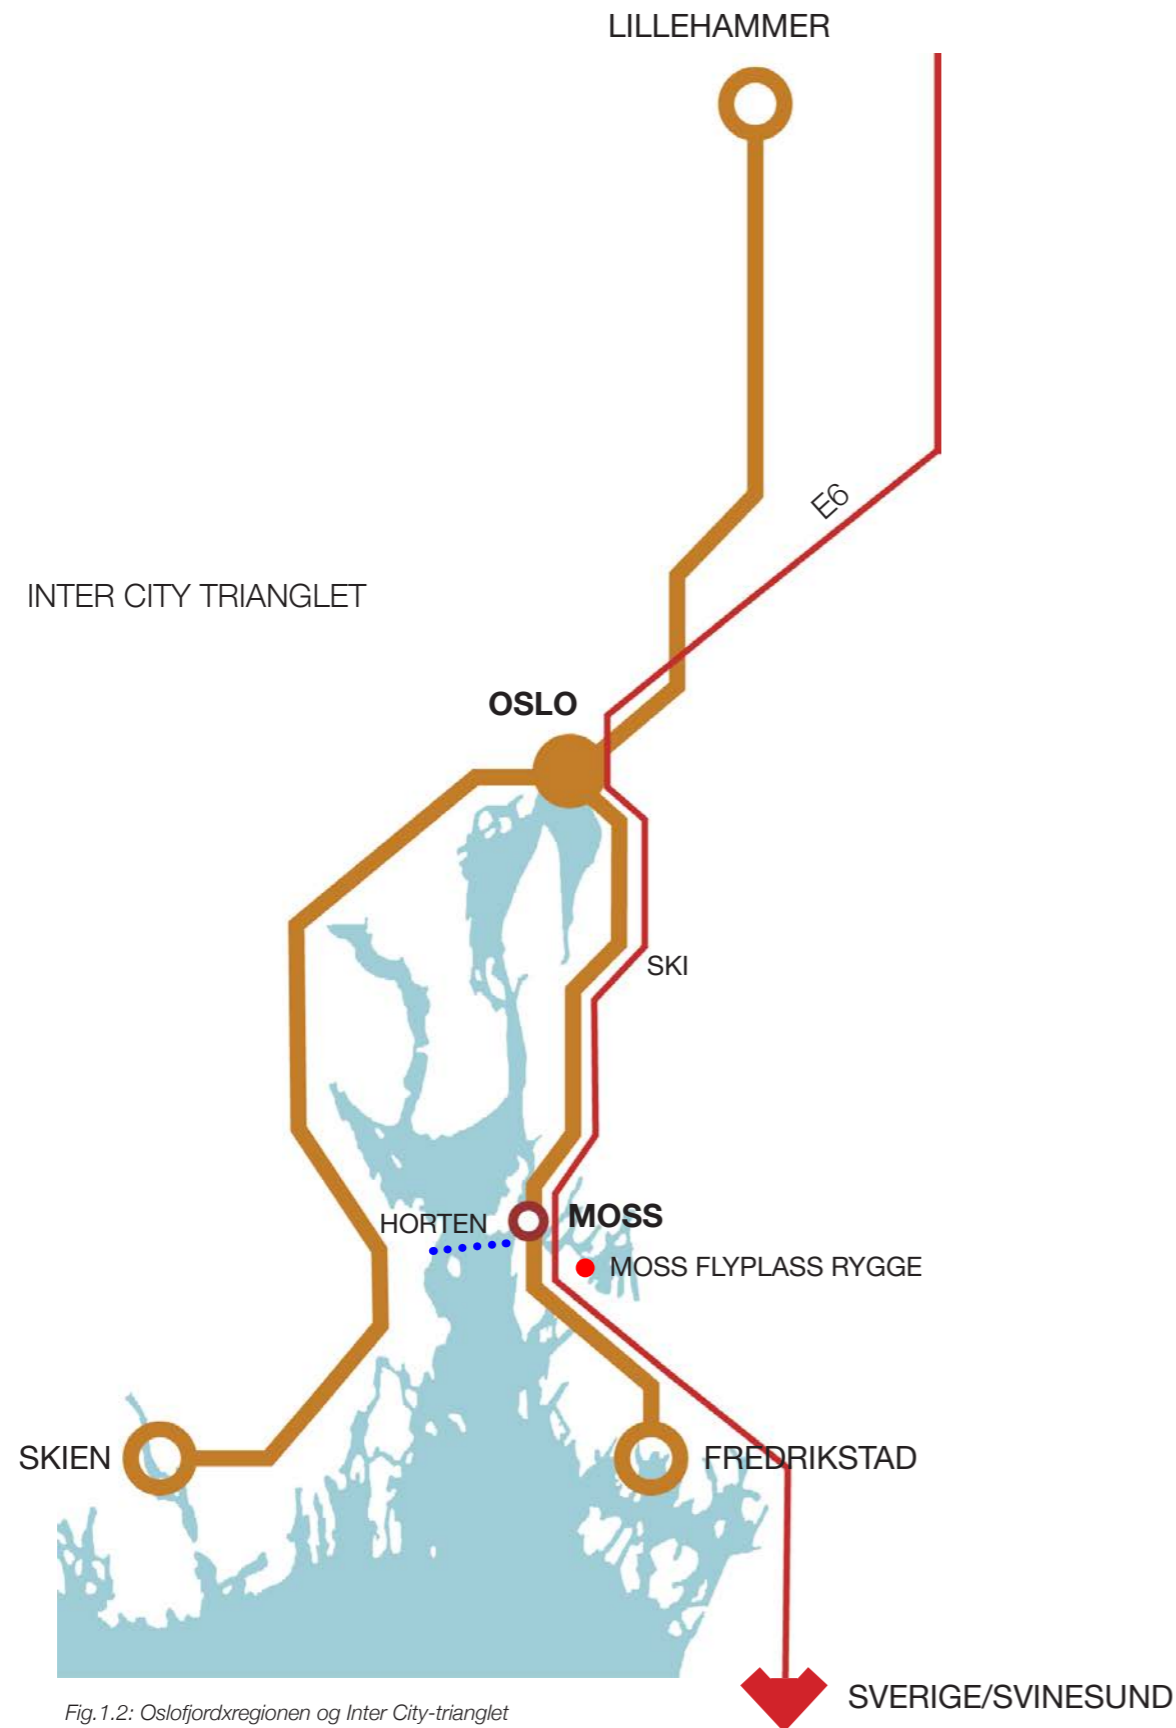 LILLEHAMMER
E6
INTER CITY TRIANGLET
OSLO
SKI
HORTEN
MOSS
MOSS FLYPLASS RYGGE
SKIEN
FREDRIKSTAD
SVERIGE/SVINESUND
Fig.1.2: Oslofjordxregionen og Inter City-trianglet